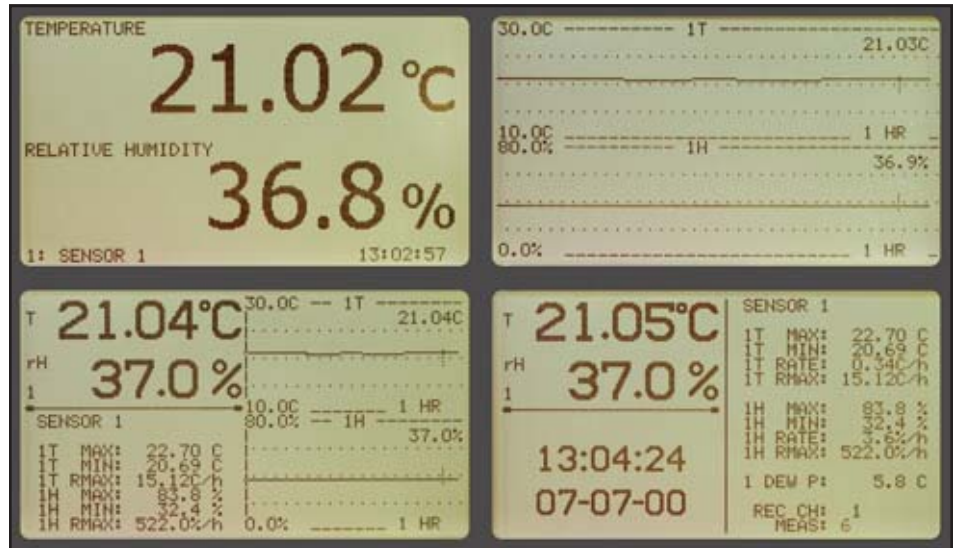 TEMPERATURE
21.02 °C
RELATIVE HUMIDITY
36.8 %
1: SENSOR 1 13:02:57
30.0C 1T
21.03C
10.0C 1 HR
80.0% 1H
36.9%
0.0% 1 HR
T 21.04°C
rH 37.0 %
1
SENSOR 1
1T MAX: 22.70 C
1T MIN: 20.69 C
1T RMAX: 15.12C/h
1H MAX: 83.8 %
1H MIN: 32.4 %
1H RMAX: 522.0%/h
30.0C 1T
21.04C
10.0C 1 HR
80.0% 1H
37.0%
0.0% 1 HR
T 21.05°C
rH 37.0 %
1
13:04:24
07-07-00
SENSOR 1
1T MAX: 22.70 C
1T MIN: 20.69 C
1T RATE: 0.34C/h
1T RMAX: 15.12C/h
1H MAX: 83.8 %
1H MIN: 32.4 %
1H RATE: 3.6%/h
1H RMAX: 522.0%/h
1 DEW P: 5.8 C
REC CH: 1
MEAS: 6